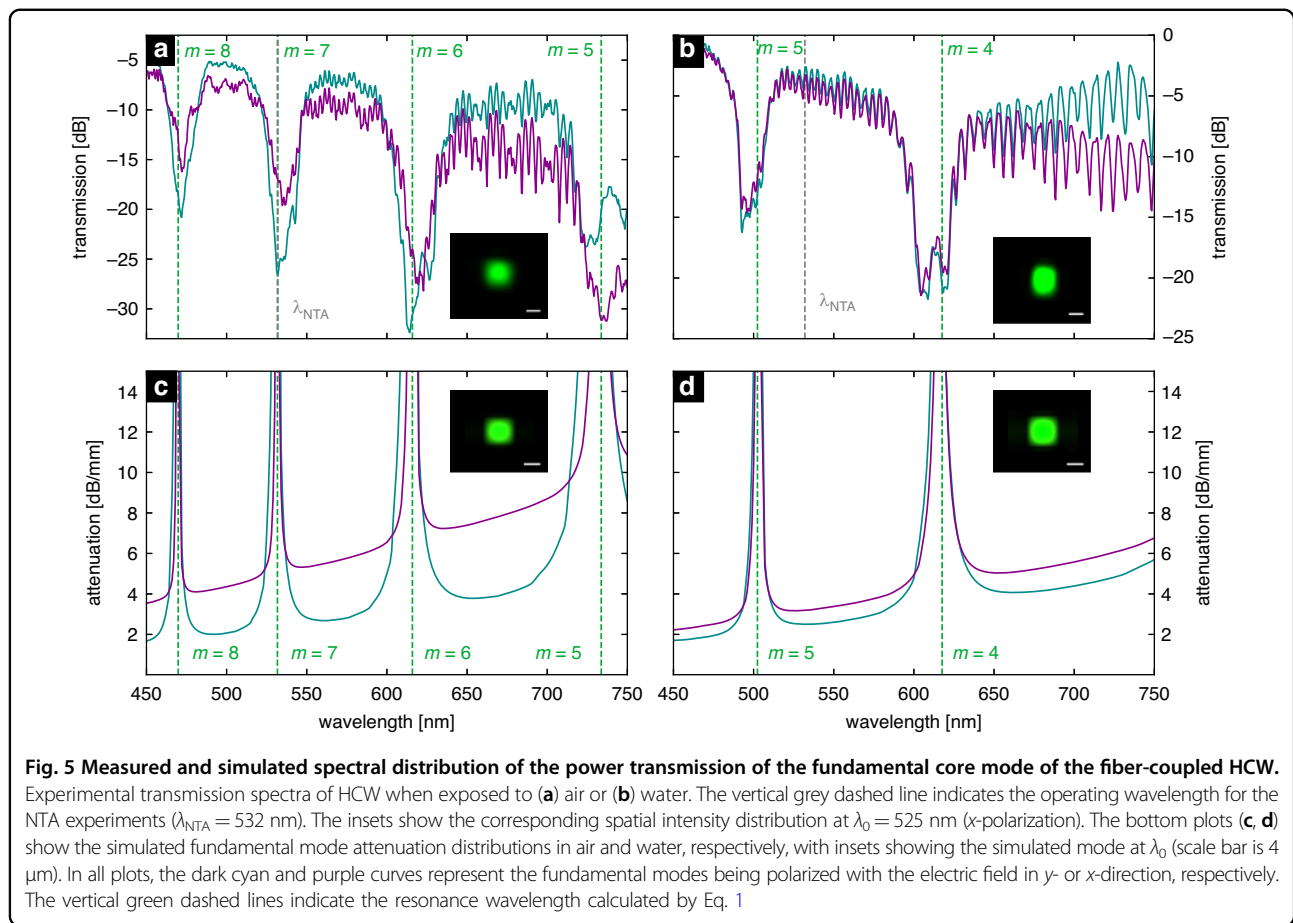 a
m = 8
m = 7
m = 6
m = 5
−5
−10
−15
−20
−25
−30
transmission [dB]
λNTA
b
m = 5
m = 4
0
−5
−10
−15
−20
−25
transmission [dB]
λNTA
c
14
12
10
8
6
4
2
attenuation [dB/mm]
m = 8
m = 7
m = 6
m = 5
450 500 550 600 650 700 750
wavelength [nm]
d
14
12
10
8
6
4
2
attenuation [dB/mm]
m = 5
m = 4
450 500 550 600 650 700 750
wavelength [nm]
Fig. 5 Measured and simulated spectral distribution of the power transmission of the fundamental core mode of the fiber-coupled HCW.
Experimental transmission spectra of HCW when exposed to (a) air or (b) water. The vertical grey dashed line indicates the operating wavelength for the
NTA experiments (λNTA = 532 nm). The insets show the corresponding spatial intensity distribution at λ0 = 525 nm (x-polarization). The bottom plots (c, d)
show the simulated fundamental mode attenuation distributions in air and water, respectively, with insets showing the simulated mode at λ0 (scale bar is 4
μm). In all plots, the dark cyan and purple curves represent the fundamental modes being polarized with the electric field in y- or x-direction, respectively.
The vertical green dashed lines indicate the resonance wavelength calculated by Eq. 1